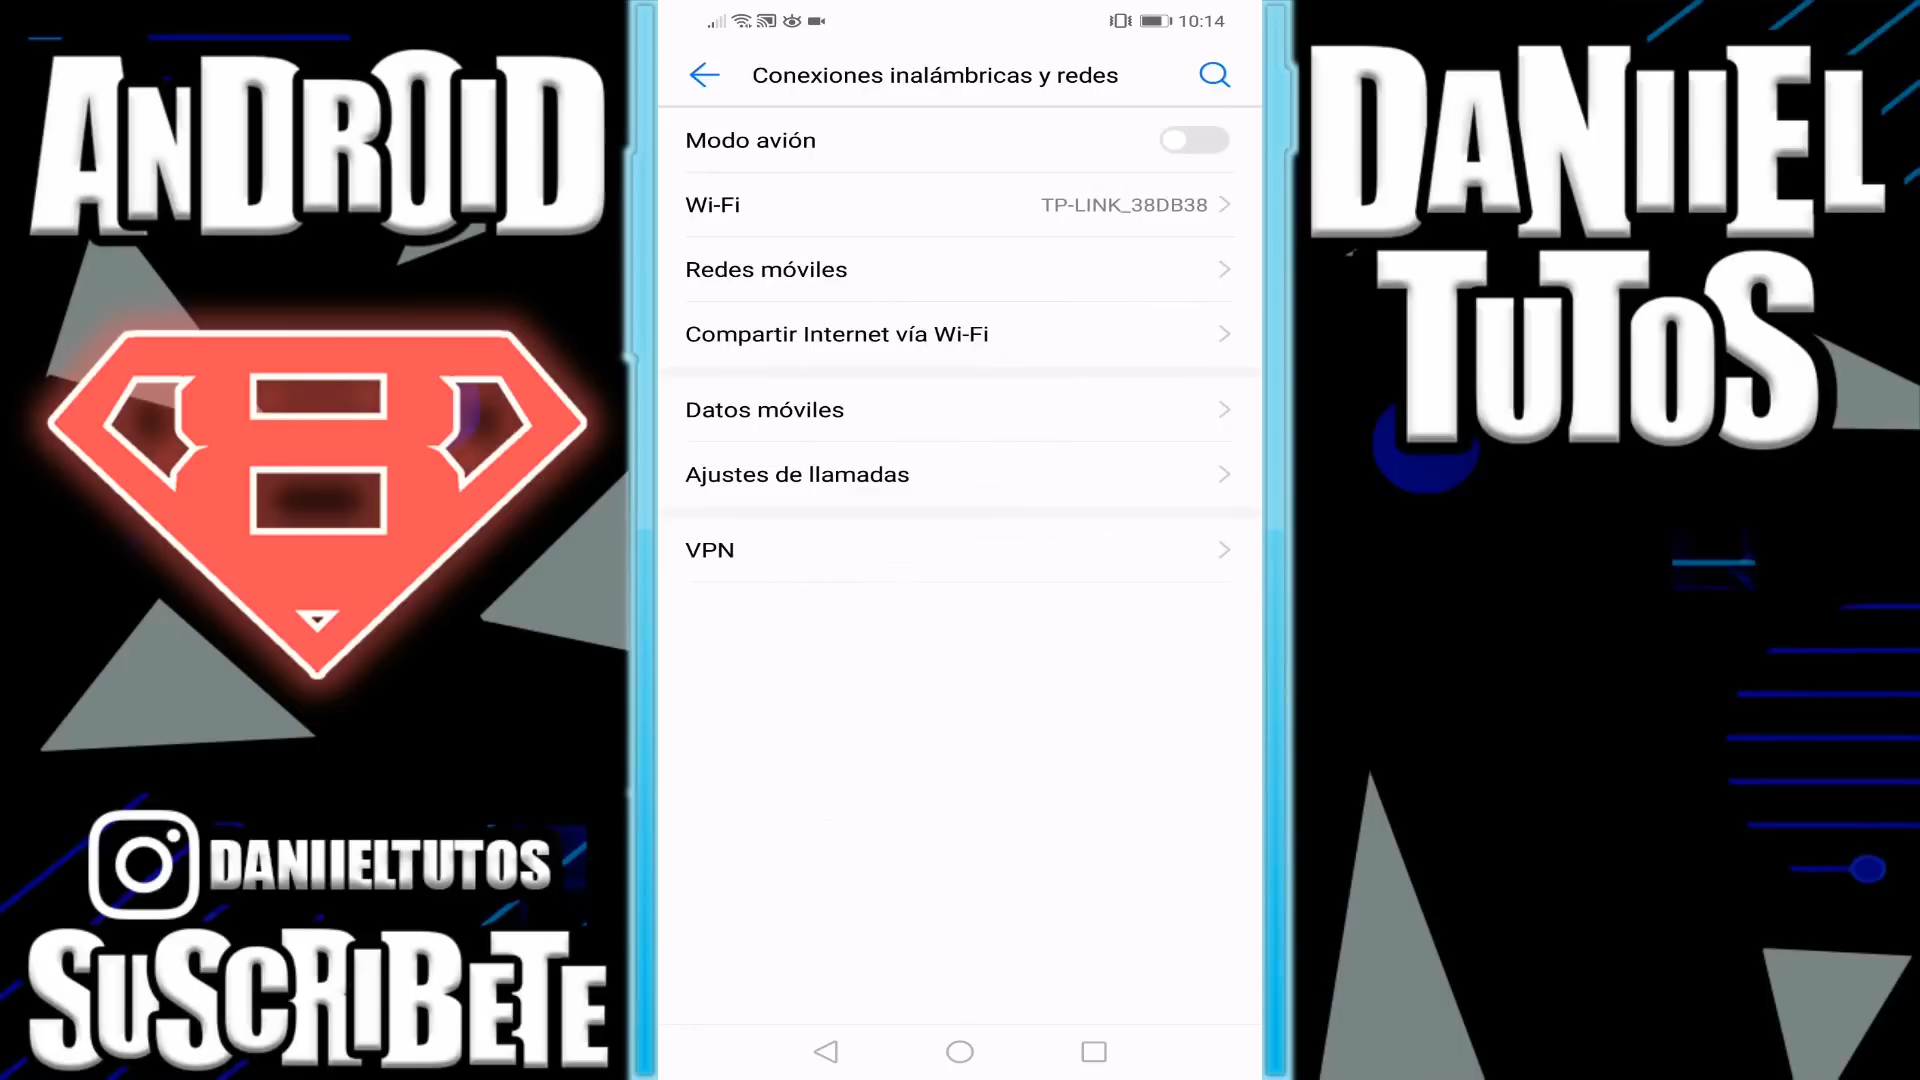 ANDROID
DANIIELTUTOS
SUSCRIBETE
10:14
Conexiones inalámbricas y redes
Modo avión
Wi-Fi TP-LINK_38DB38
Redes móviles
Compartir Internet vía Wi-Fi
Datos móviles
Ajustes de llamadas
VPN
DANIIEL
TUTOS